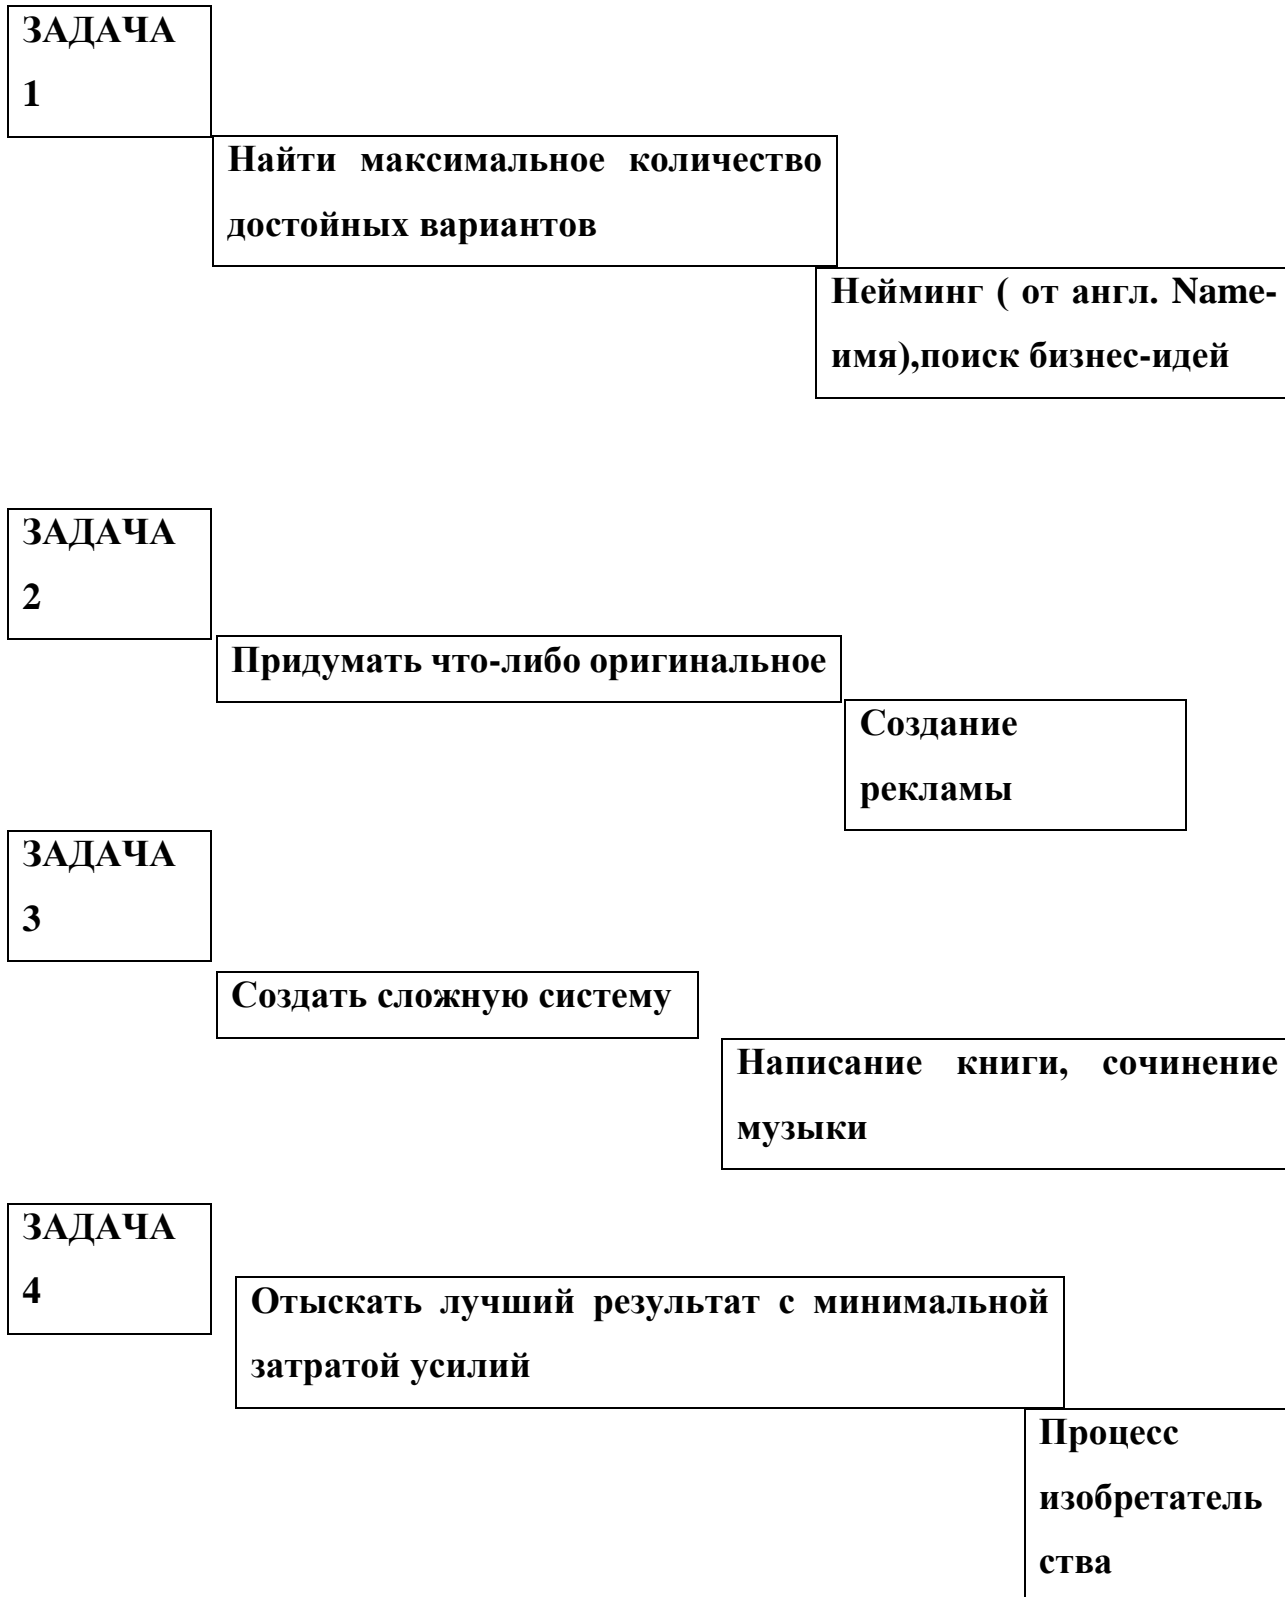 ЗАДАЧА
1
Найти максимальное количество
достойных вариантов
Нейминг ( от англ. Name-
имя),поиск бизнес-идей
ЗАДАЧА
2
Придумать что-либо оригинальное
Создание
рекламы
ЗАДАЧА
3
Создать сложную систему
Написание книги, сочинение
музыки
ЗАДАЧА
4
Отыскать лучший результат с минимальной
затратой усилий
Процесс
изобретатель
ства